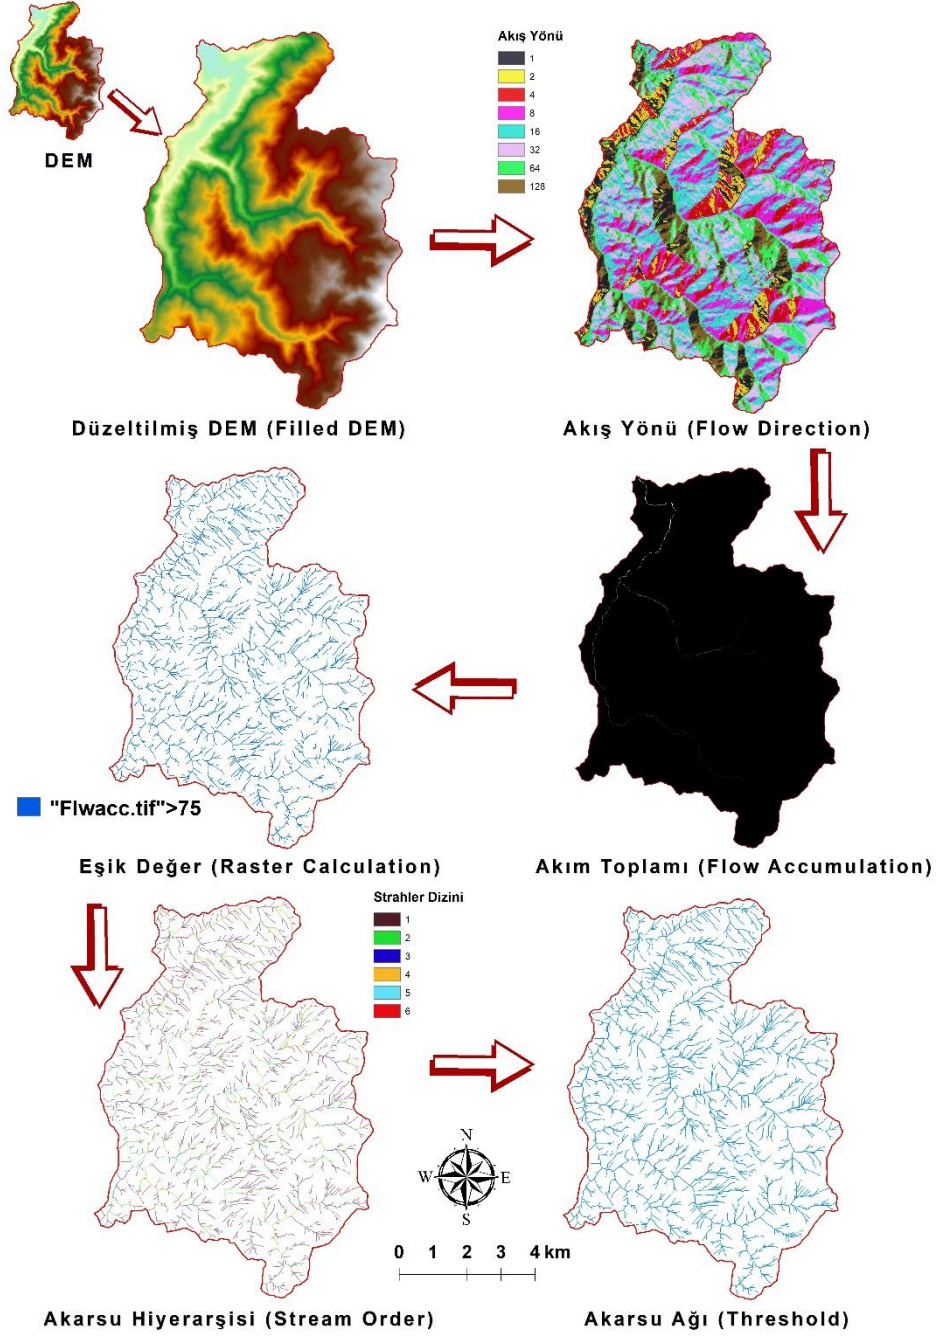 DEM
Düzeltilmiş DEM (Filled DEM)
Akış Yönü
1
2
4
8
16
32
64
128
Akış Yönü (Flow Direction)
"Flwacc.tif">75
Eşik Değer (Raster Calculation)
Akım Toplamı (Flow Accumulation)
Strahler Dizini
1
2
3
4
5
6
N
W E
S
0 1 2 3 4 km
Akarsu Hiyerarşisi (Stream Order)
Akarsu Ağı (Threshold)